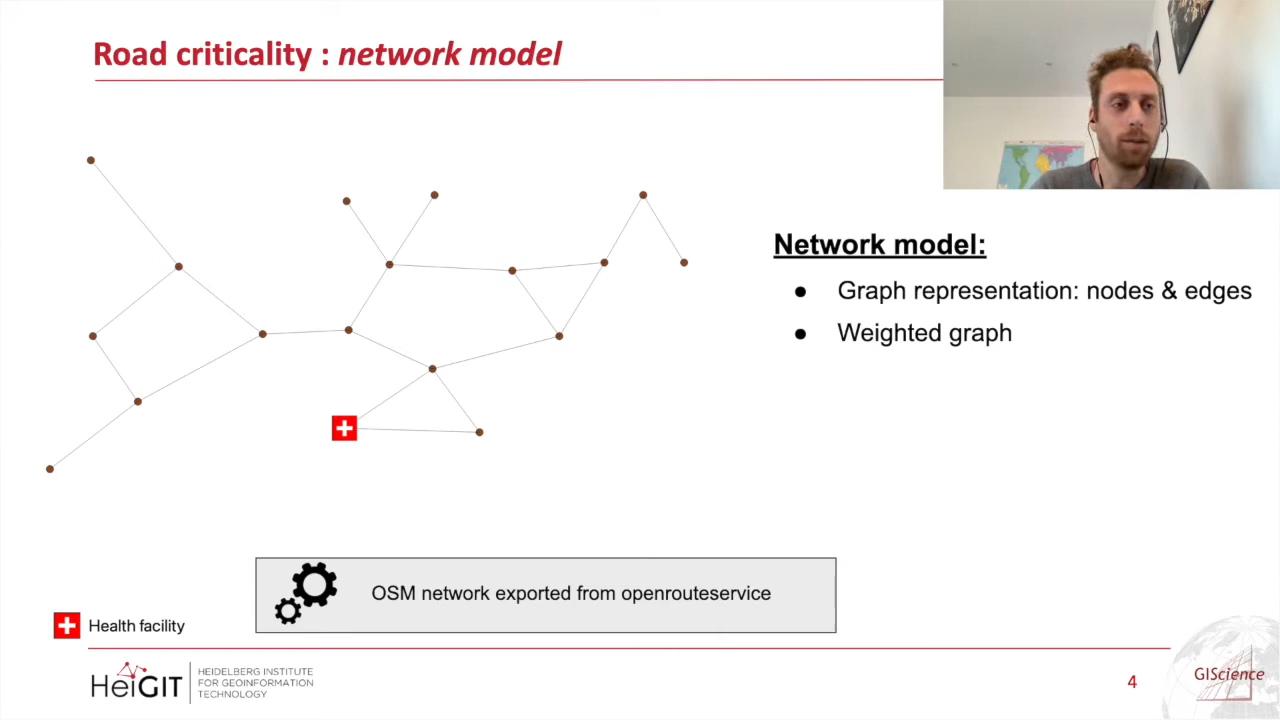 Road criticality : network model
Network model:
● Graph representation: nodes & edges
● Weighted graph
OSM network exported from openrouteservice
Health facility
HeiGIT
HEIDELBERG INSTITUTE
FOR GEOINFORMATION
TECHNOLOGY
4
GIScience